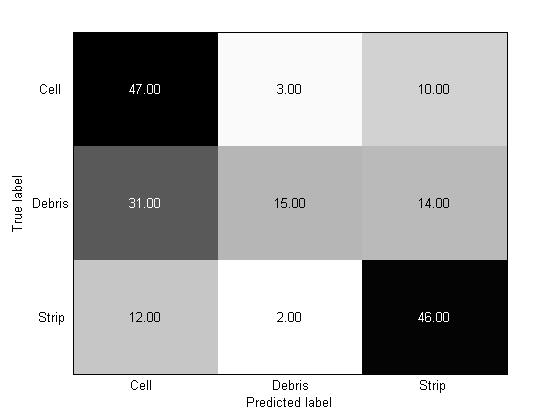 Cell 47.00 3.00 10.00
True label
Debris 31.00 15.00 14.00
Strip 12.00 2.00 46.00
Cell Debris Strip
Predicted label